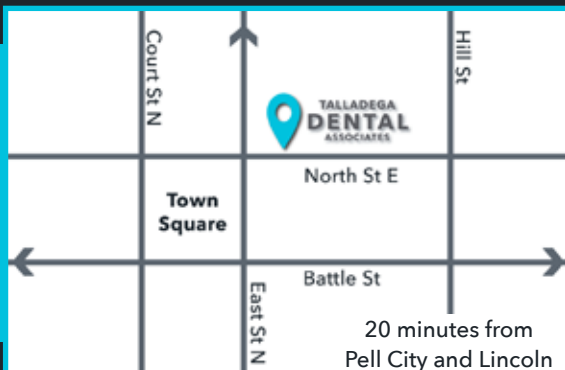 Court St N
Hill St
TALLADEGA
DENTAL
ASSOCIATES
North St E
Town
Square
Battle St
East St N
20 minutes from
Pell City and Lincoln